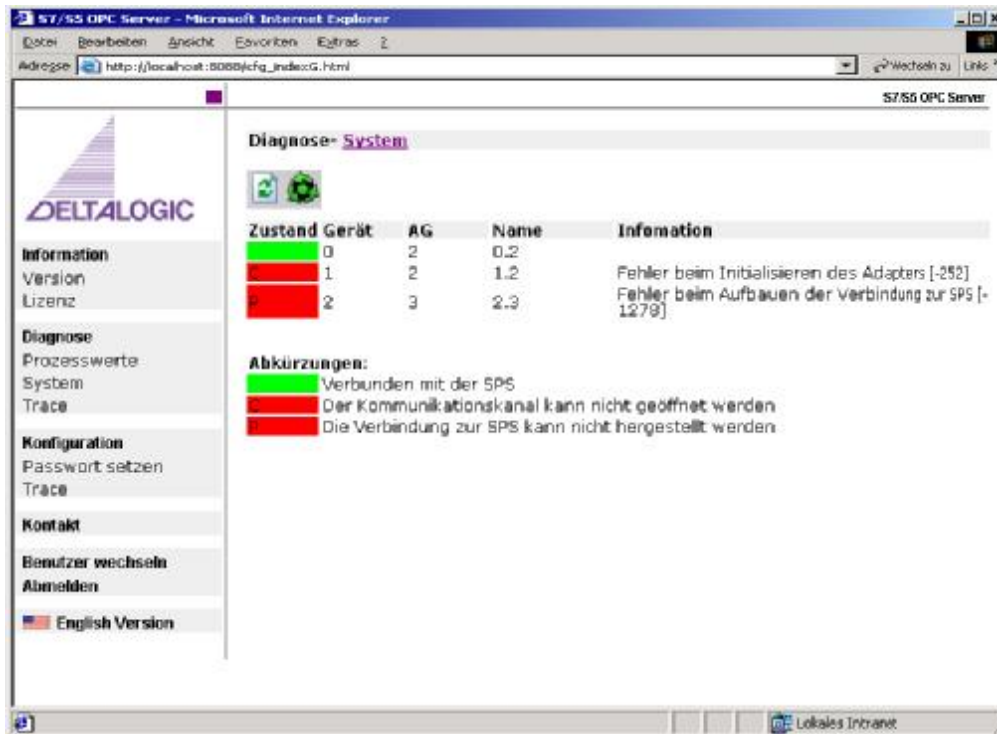 S7/S5 OPC Server - Microsoft Internet Explorer
Datei Bearbeiten Ansicht Favoriten Extras ?
Adresse http://localhost:8088/cfg_indexG.html Wechseln zu Links
S7/S5 OPC Server
DELTALOGIC
Information
Version
Lizenz
Diagnose
Prozesswerte
System
Trace
Konfiguration
Passwort setzen
Trace
Kontakt
Benutzer wechseln
Abmelden
English Version
Diagnose- System
Zustand Gerät AG Name Infomation
0 2 0.2
C 1 2 1.2 Fehler beim Initialisieren des Adapters [-252]
P 2 3 2.3 Fehler beim Aufbauen der Verbindung zur SPS [-
1279]
Abkürzungen:
Verbunden mit der SPS
C Der Kommunikationskanal kann nicht geöffnet werden
P Die Verbindung zur SPS kann nicht hergestellt werden
Lokales Intranet